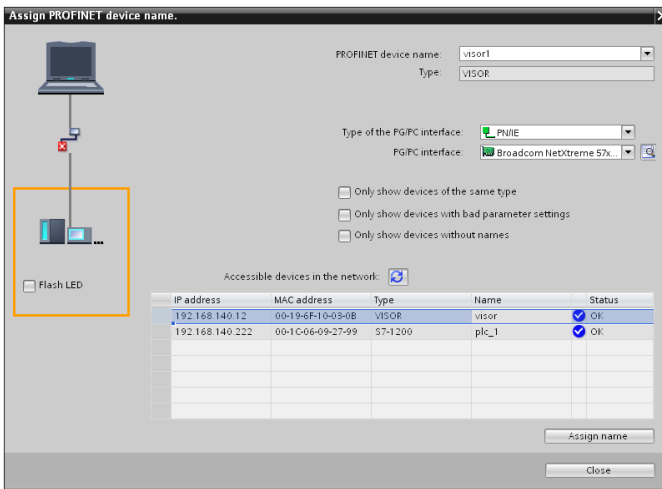 Assign PROFINET device name.
PROFINET device name: visor1
Type: VISOR
Type of the PG/PC interface: PN/IE
PG/PC interface: Broadcom NetXtreme 57x...
Only show devices of the same type
Only show devices with bad parameter settings
Only show devices without names
...
Flash LED
Accessible devices in the network:
IP address MAC address Type Name Status
192.168.140.12 00-19-6F-10-03-0B VISOR visor OK
192.168.140.222 00-1C-06-09-27-99 S7-1200 plc_1 OK
Assign name
Close